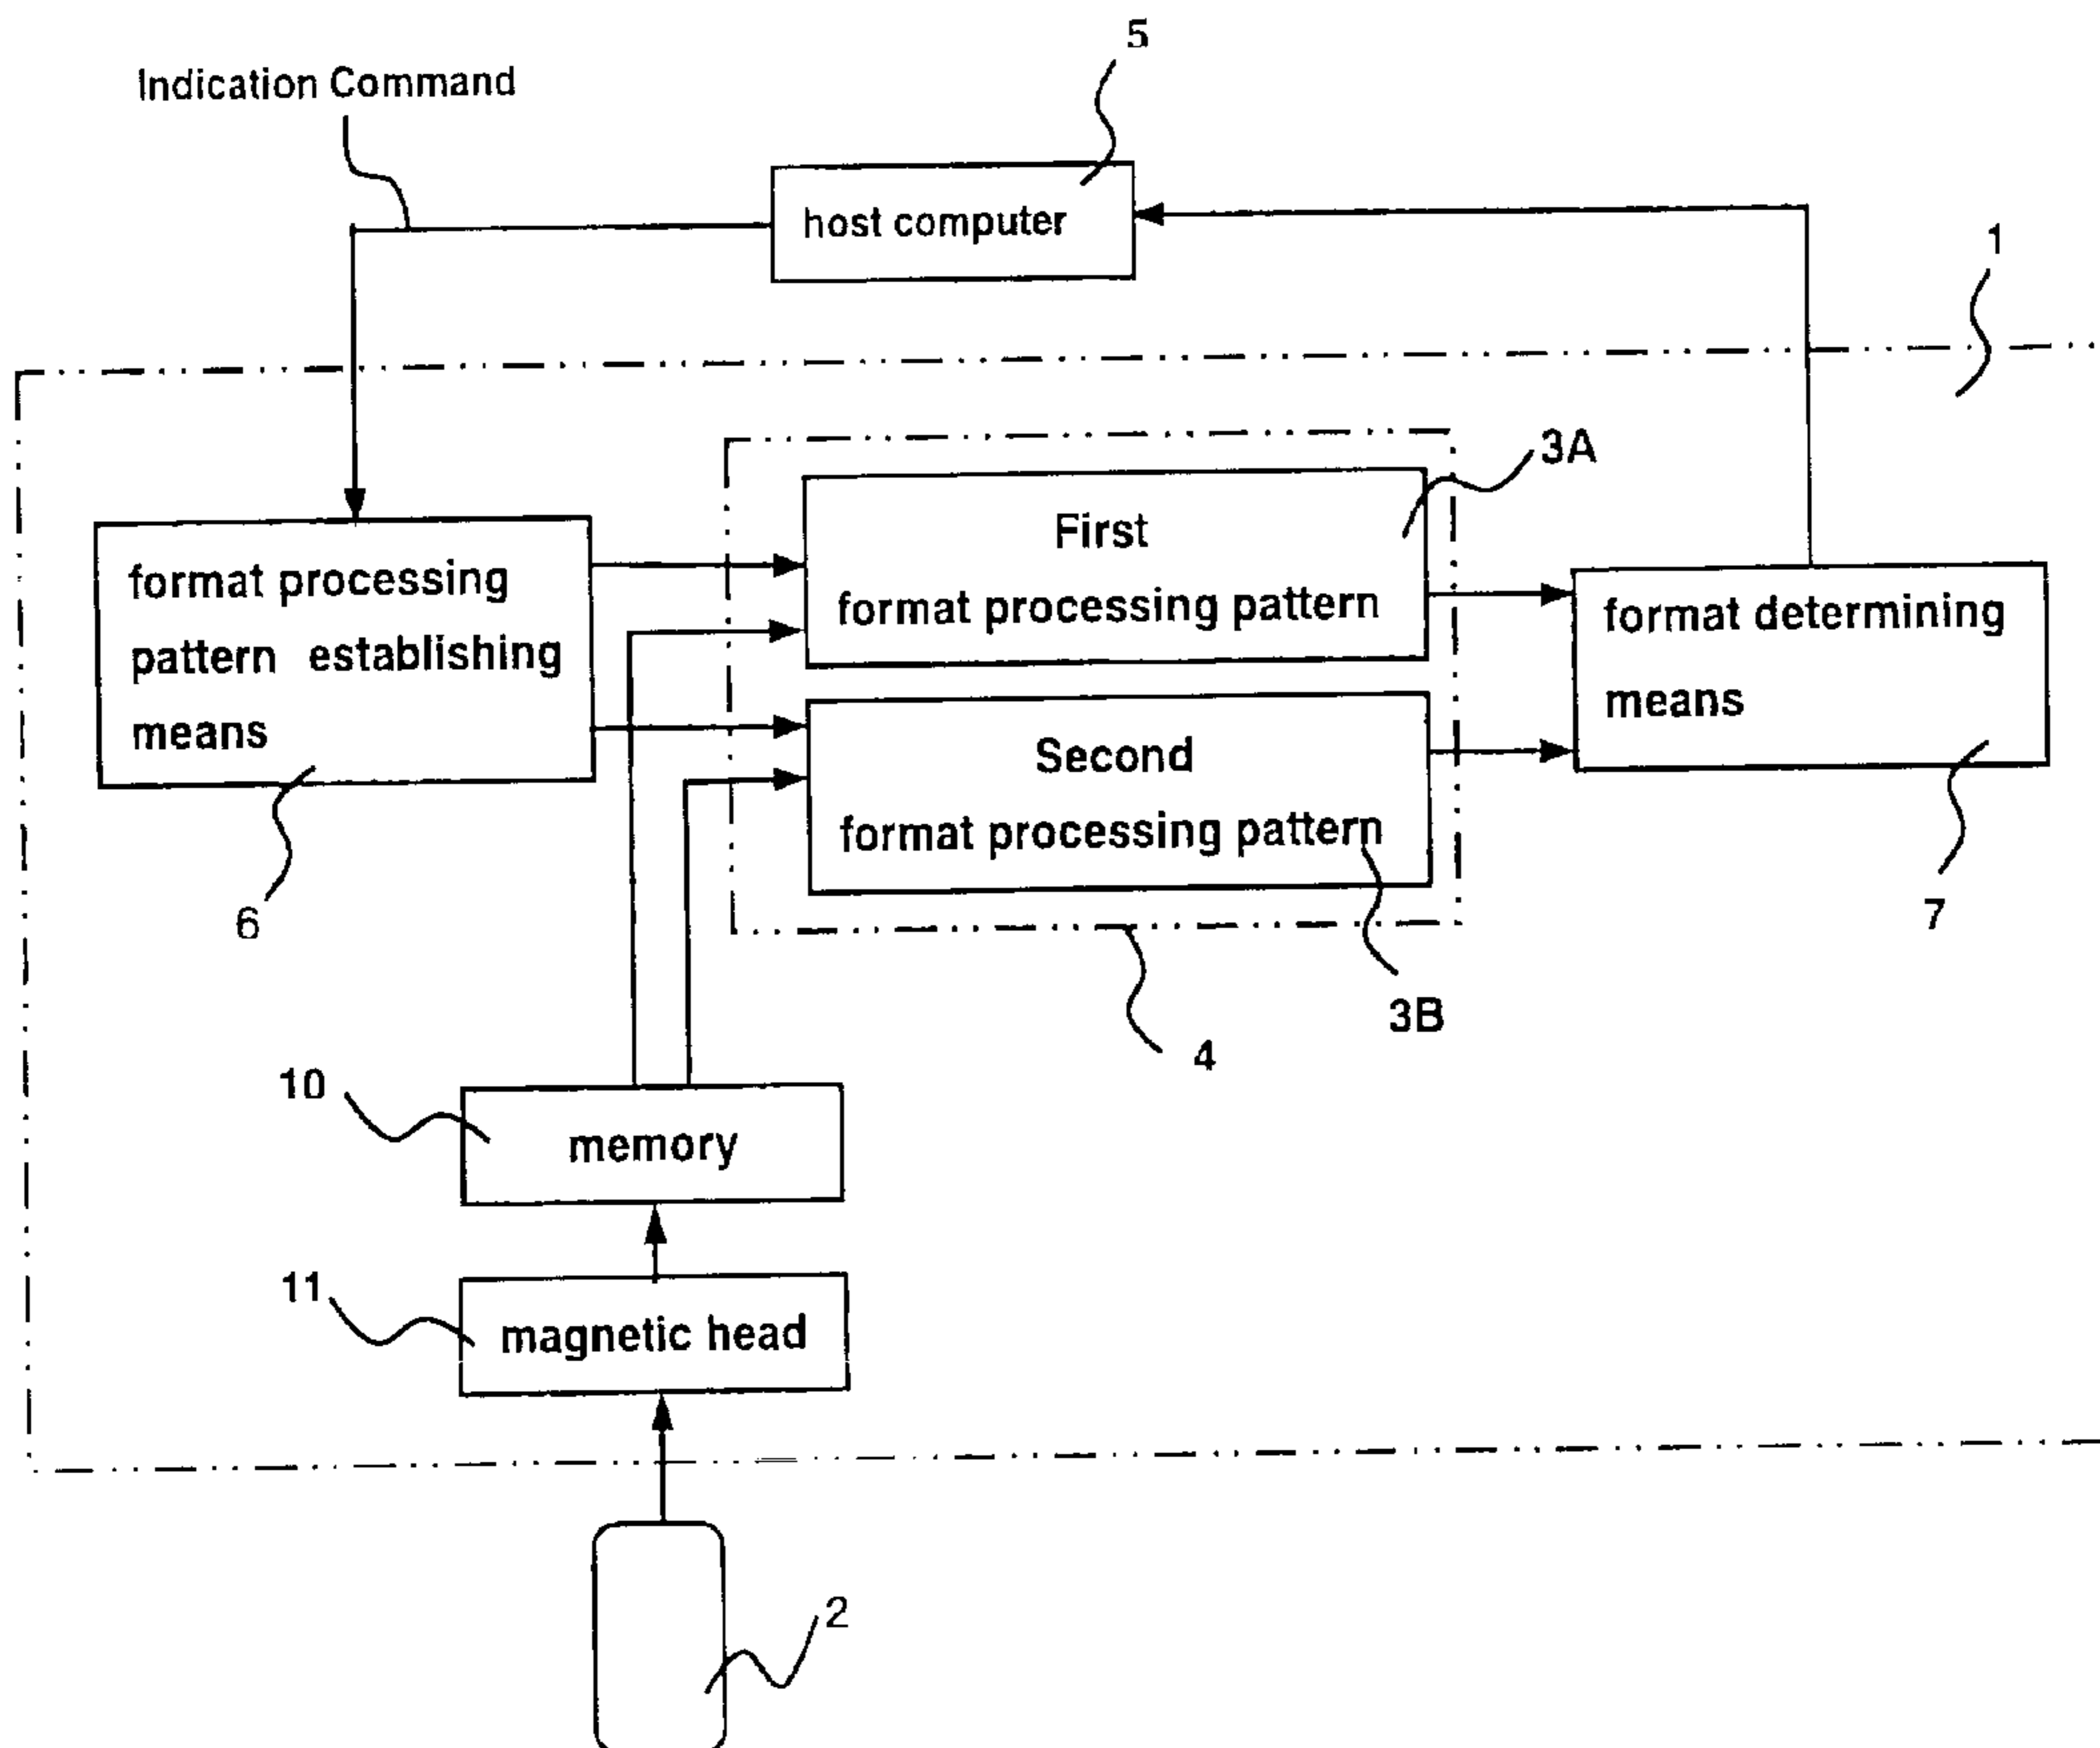 5
Indication Command
host computer
1
3A
First
format processing pattern
format processing
pattern establishing
means
format determining
means
Second
format processing pattern
6
7
3B
4
10
memory
11
magnetic head
2